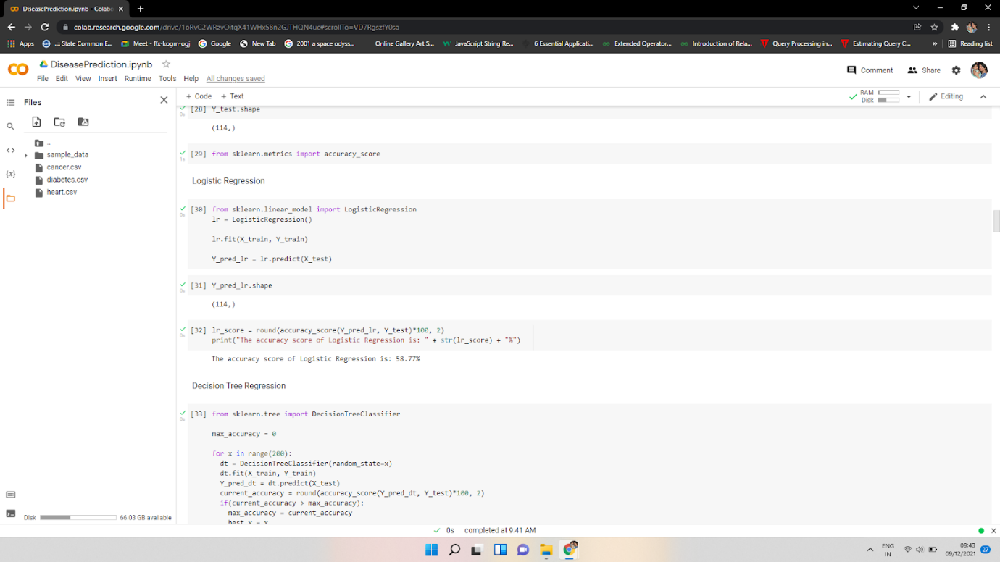 DiseasePrediction.ipynb - Colabo
colab.research.google.com/drive/1oRvC2WRzvOitqX41WHx58n2GJTHQN4uc#scrollTo=VD7RgszfY0sa
Apps ..: State Common E... Meet - ffx-kogm-ogj Google New Tab 2001 a space odyss... Online Gallery Art S... JavaScript String Re... 6 Essential Applicati... Extended Operator... Introduction of Rela... Query Processing in... Estimating Query C... » Reading list
DiseasePrediction.ipynb
File Edit View Insert Runtime Tools Help All changes saved
Comment Share
Files
+ Code + Text
RAM
Disk
Editing
..
sample_data
cancer.csv
diabetes.csv
heart.csv
Disk 66.03 GB available
[28] Y_test.shape
0s
(114,)
[29] from sklearn.metrics import accuracy_score
1s
Logistic Regression
[30] from sklearn.linear_model import LogisticRegression
0s
lr = LogisticRegression()
lr.fit(X_train, Y_train)
Y_pred_lr = lr.predict(X_test)
[31] Y_pred_lr.shape
0s
(114,)
[32] lr_score = round(accuracy_score(Y_pred_lr, Y_test)*100, 2)
0s
print("The accuracy score of Logistic Regression is: " + str(lr_score) + "%")
The accuracy score of Logistic Regression is: 58.77%
Decision Tree Regression
[33] from sklearn.tree import DecisionTreeClassifier
0s
max_accuracy = 0
for x in range(200):
dt = DecisionTreeClassifier(random_state=x)
dt.fit(X_train, Y_train)
Y_pred_dt = dt.predict(X_test)
current_accuracy = round(accuracy_score(Y_pred_dt, Y_test)*100, 2)
if(current_accuracy > max_accuracy):
max_accuracy = current_accuracy
best_x = x
0s completed at 9:41 AM
ENG
IN
09:43
09/12/2021
27